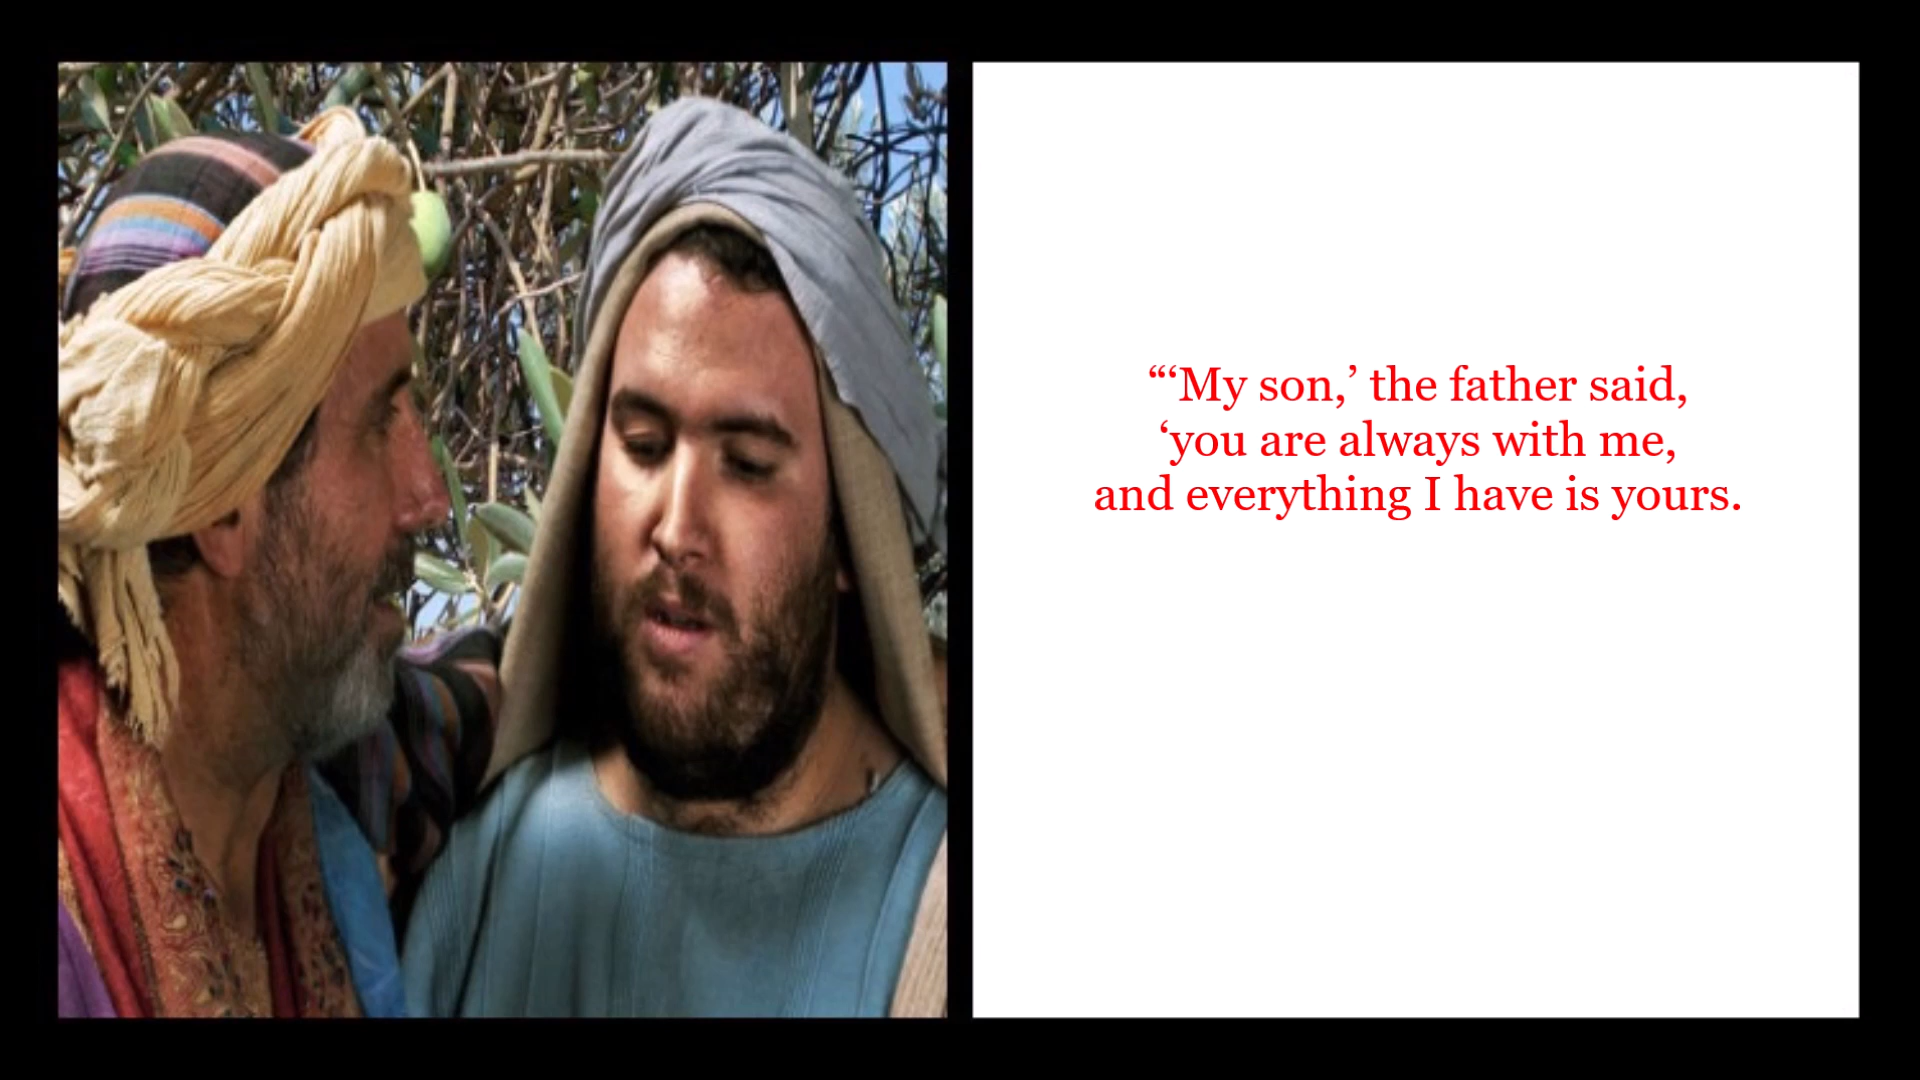 “‘My son,’ the father said,
‘you are always with me,
and everything I have is yours.